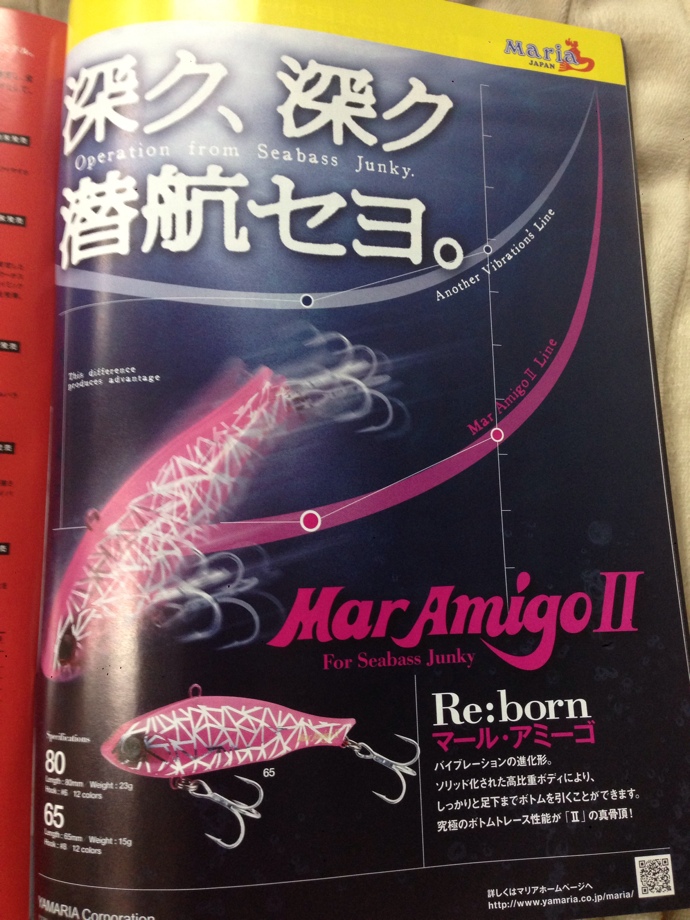 Maria
JAPAN
深ク、深ク
Operation from Seabass Junky.
潜航セヨ。
Another Vibrations' Line
This difference
produces advantage
Mar Amigo II Line
Mar Amigo II
For Seabass Junky
Re:born
マール・アミーゴ
バイブレーションの進化形。
ソリッド化された高比重ボディにより、
しっかりと足下までボトムを引くことができます。
究極のボトムトレース性能が「Ⅱ」の真骨頂!
Specifications
80
Length : 80mm Weight : 23g
Hook : #6 12 colors
65
65
Length : 65mm Weight : 15g
Hook : #8 12 colors
YAMARIA Corporation
詳しくはマリアホームページへ
http://www.yamaria.co.jp/maria/